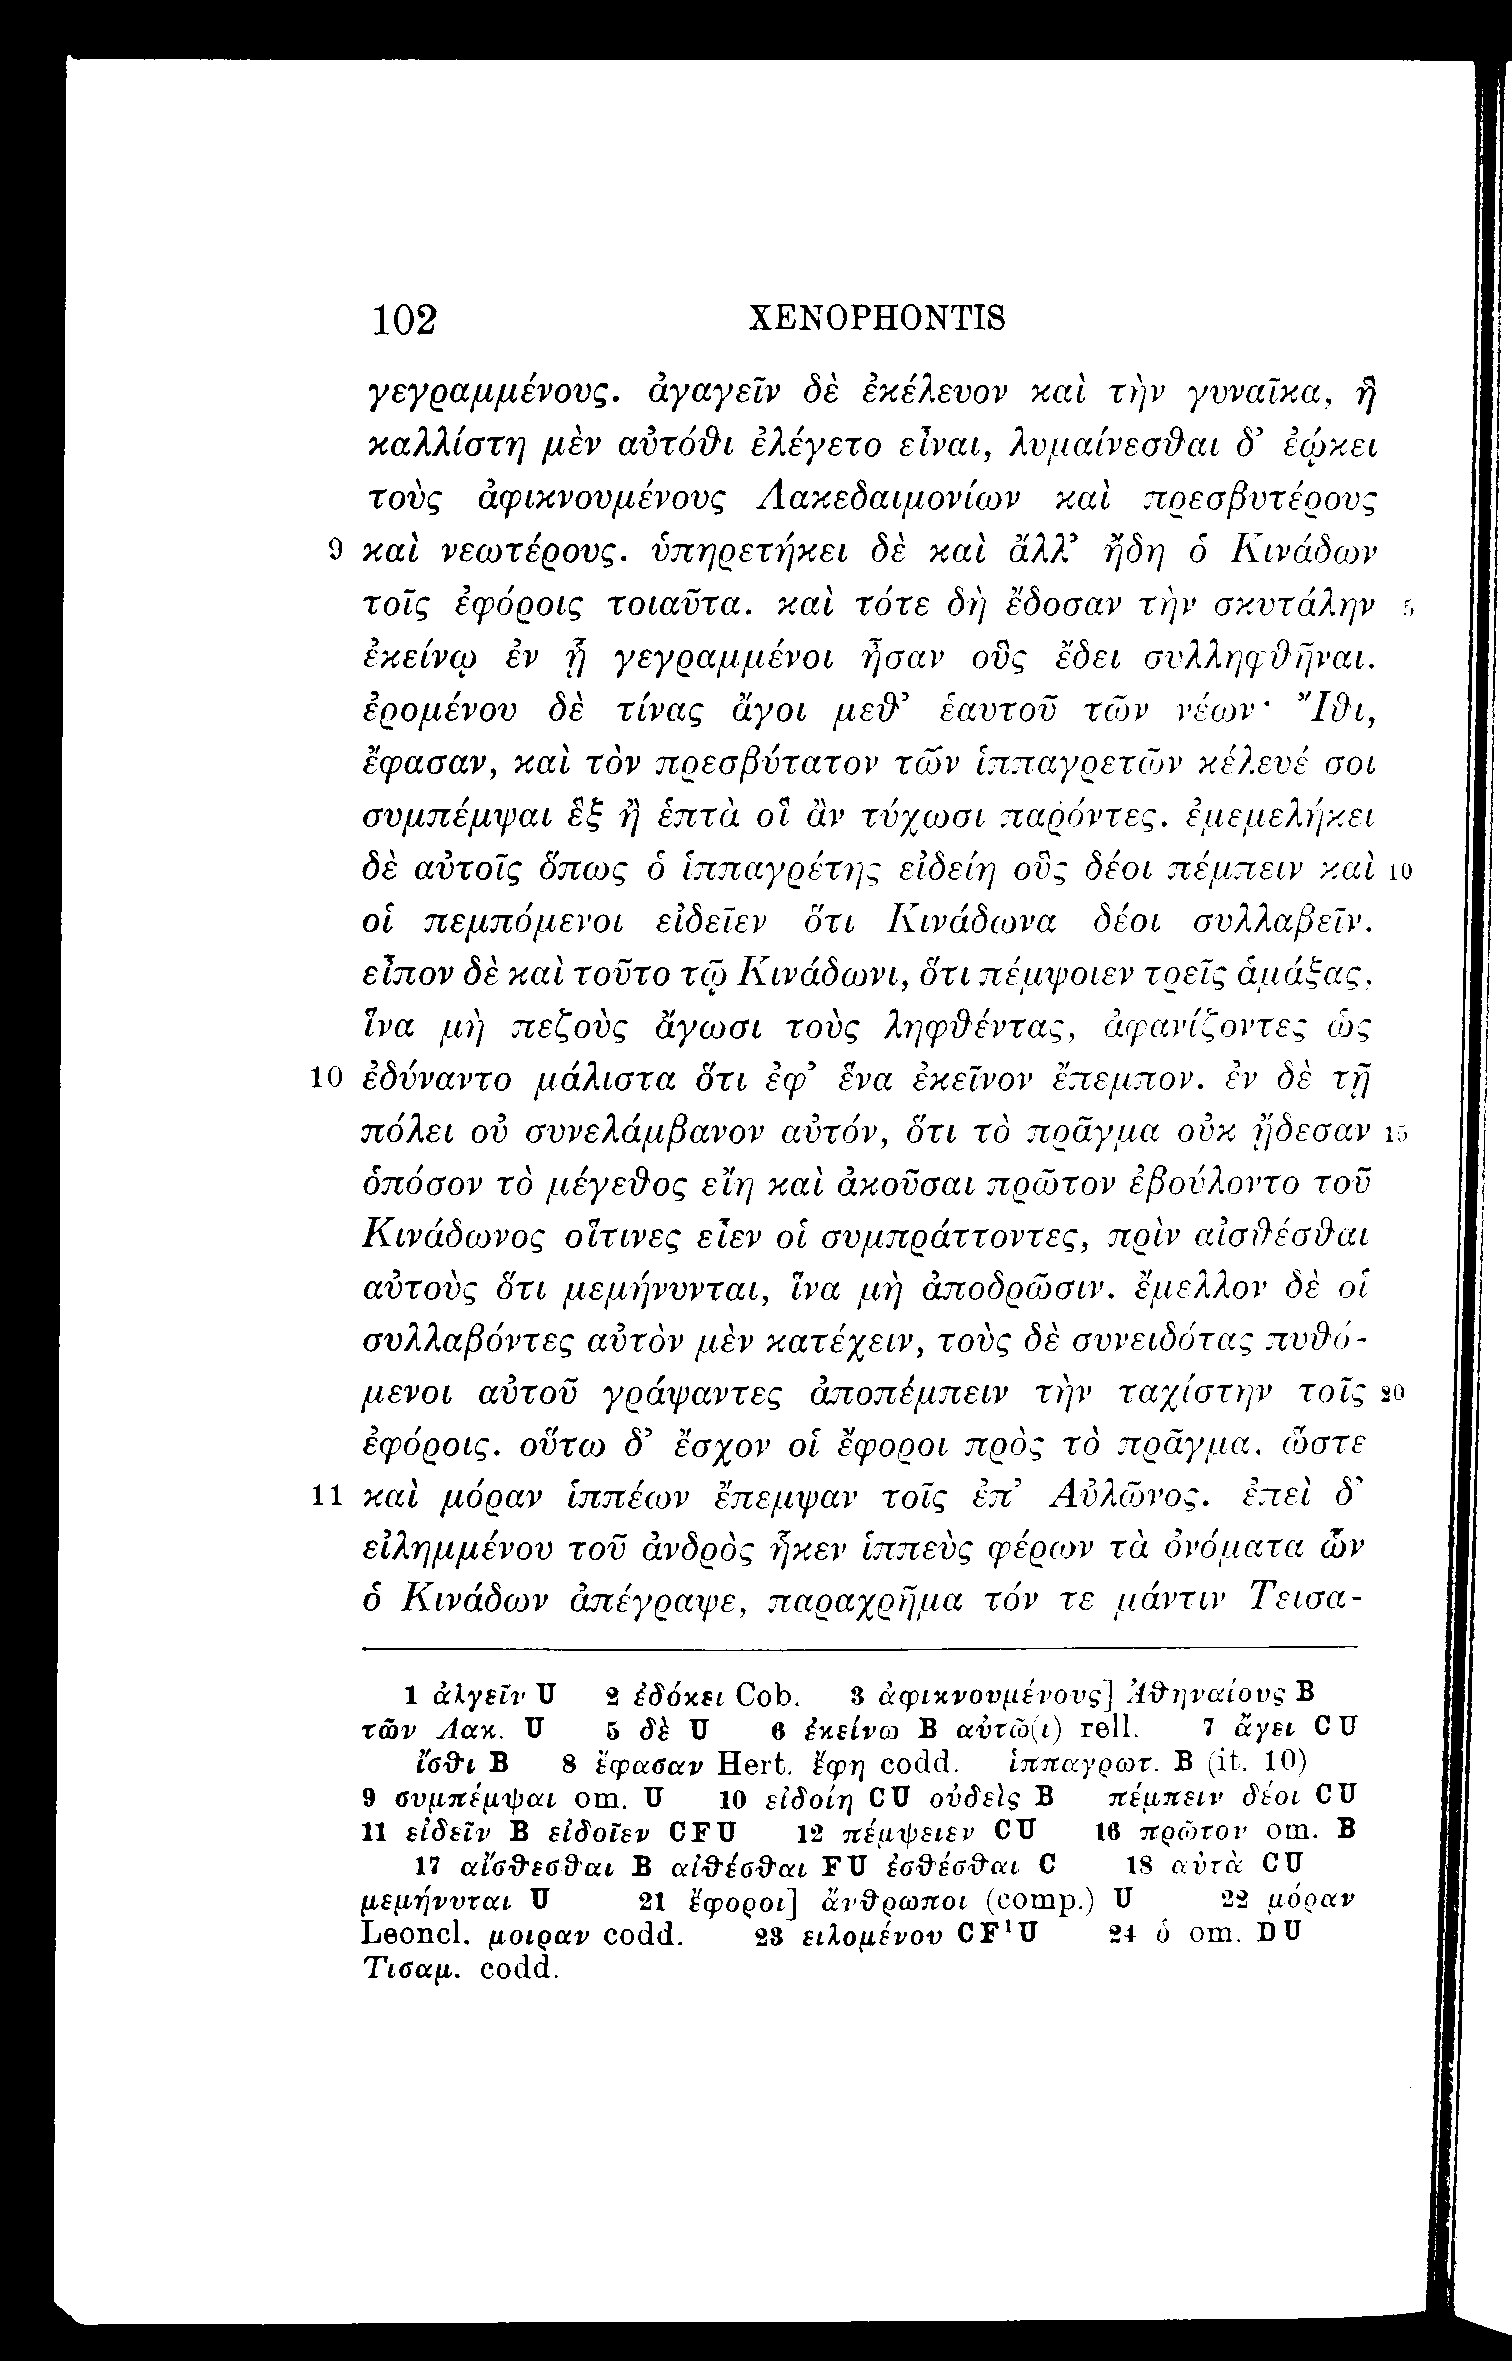 102 XENOPHONTIS
γεγραμμένους. ἀγαγεῖν δὲ ἐκέλευον καὶ τὴν γυναῖκα, ἣ
καλλίστη μὲν αὐτόθι ἐλέγετο εἶναι, λυμαίνεσθαι δ’ ἐῴκει
τοὺς ἀφικνουμένους Λακεδαιμονίων καὶ πρεσβυτέρους
9 καὶ νεωτέρους. ὑπηρετήκει δὲ καὶ ἄλλ’ ἤδη ὁ Κινάδων
τοῖς ἐφόροις τοιαῦτα. καὶ τότε δὴ ἔδοσαν τὴν σκυτάλην 5
ἐκείνῳ ἐν ᾗ γεγραμμένοι ἦσαν οὓς ἔδει συλληφθῆναι.
ἐρομένου δὲ τίνας ἄγοι μεθ’ ἑαυτοῦ τῶν νέων· Ἴθι,
ἔφασαν, καὶ τὸν πρεσβύτατον τῶν ἱππαγρετῶν κέλευέ σοι
συμπέμψαι ἓξ ἢ ἑπτὰ οἳ ἂν τύχωσι παρόντες. ἐμεμελήκει
δὲ αὐτοῖς ὅπως ὁ ἱππαγρέτης εἰδείη οὓς δέοι πέμπειν καὶ 10
οἱ πεμπόμενοι εἰδεῖεν ὅτι Κινάδωνα δέοι συλλαβεῖν.
εἶπον δὲ καὶ τοῦτο τῷ Κινάδωνι, ὅτι πέμψοιεν τρεῖς ἁμάξας,
ἵνα μὴ πεζοὺς ἄγωσι τοὺς ληφθέντας, ἀφανίζοντες ὡς
10 ἐδύναντο μάλιστα ὅτι ἐφ’ ἕνα ἐκεῖνον ἔπεμπον. ἐν δὲ τῇ
πόλει οὐ συνελάμβανον αὐτόν, ὅτι τὸ πρᾶγμα οὐκ ᾔδεσαν 15
ὁπόσον τὸ μέγεθος εἴη καὶ ἀκοῦσαι πρῶτον ἐβούλοντο τοῦ
Κινάδωνος οἵτινες εἶεν οἱ συμπράττοντες, πρὶν αἰσθέσθαι
αὐτοὺς ὅτι μεμήνυνται, ἵνα μὴ ἀποδρῶσιν. ἔμελλον δὲ οἱ
συλλαβόντες αὐτὸν μὲν κατέχειν, τοὺς δὲ συνειδότας πυθό-
μενοι αὐτοῦ γράψαντες ἀποπέμπειν τὴν ταχίστην τοῖς 20
ἐφόροις. οὕτω δ’ ἔσχον οἱ ἔφοροι πρὸς τὸ πρᾶγμα, ὥστε
11 καὶ μόραν ἱππέων ἔπεμψαν τοῖς ἐπ’ Αὐλῶνος. ἐπεὶ δ’
εἰλημμένου τοῦ ἀνδρὸς ἧκεν ἱππεὺς φέρων τὰ ὀνόματα ὧν
ὁ Κινάδων ἀπέγραψε, παραχρῆμα τόν τε μάντιν Τεισα-
1 ἀλγεῖν U 2 ἐδόκει Cob. 3 ἀφικνουμένους] Ἀθηναίους B
τῶν Λακ. U 5 δὲ U 6 ἐκείνω B αὐτῶ(ι) rell. 7 ἄγει CU
ἴσθι B 8 ἔφασαν Hert. ἔφη codd. ἱππαγρωτ. B (it. 10)
9 συμπέμψαι om. U 10 εἰδοίη CU οὐδεὶς B πέμπειν δέοι CU
11 εἰδεῖν B εἰδοῖεν CFU 12 πέμψειεν CU 16 πρῶτον om. B
17 αἴσθεσθαι B αἰθέσθαι FU ἐσθέσθαι C 18 αὐτὰ CU
μεμήνυται U 21 ἔφοροι] ἄνθρωποι (comp.) U 22 μόραν
Leoncl. μοιραν codd. 23 ειλομένου CF¹U 24 ὁ om. DU
Τισαμ. codd.